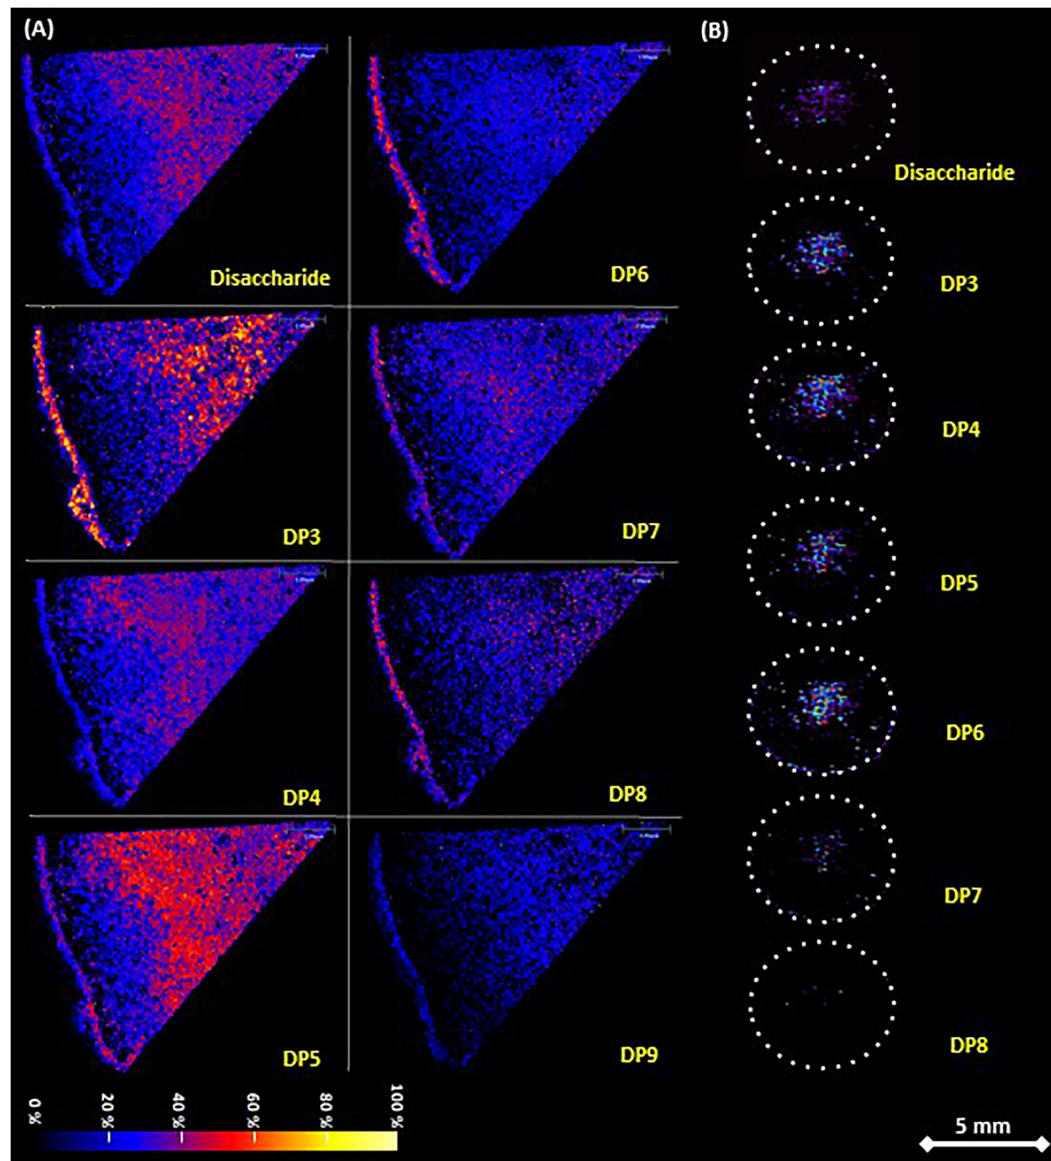 (A)
(B)
Disaccharide
DP6
Disaccharide
DP3
DP3
DP7
DP4
DP4
DP8
DP5
DP6
DP5
DP9
DP7
DP8
0 %
20 %
40 %
60 %
80 %
100 %
5 mm